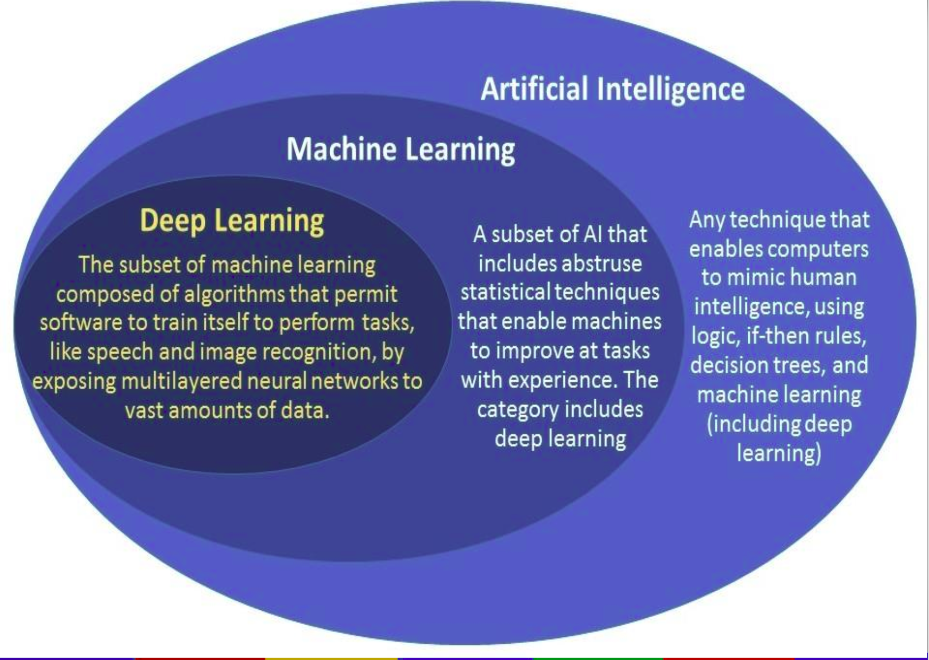 Artificial Intelligence
Machine Learning
Deep Learning
The subset of machine learning
composed of algorithms that permit
software to train itself to perform tasks,
like speech and image recognition, by
exposing multilayered neural networks to
vast amounts of data.
A subset of AI that
includes abstruse
statistical techniques
that enable machines
to improve at tasks
with experience. The
category includes
deep learning
Any technique that
enables computers
to mimic human
intelligence, using
logic, if-then rules,
decision trees, and
machine learning
(including deep
learning)